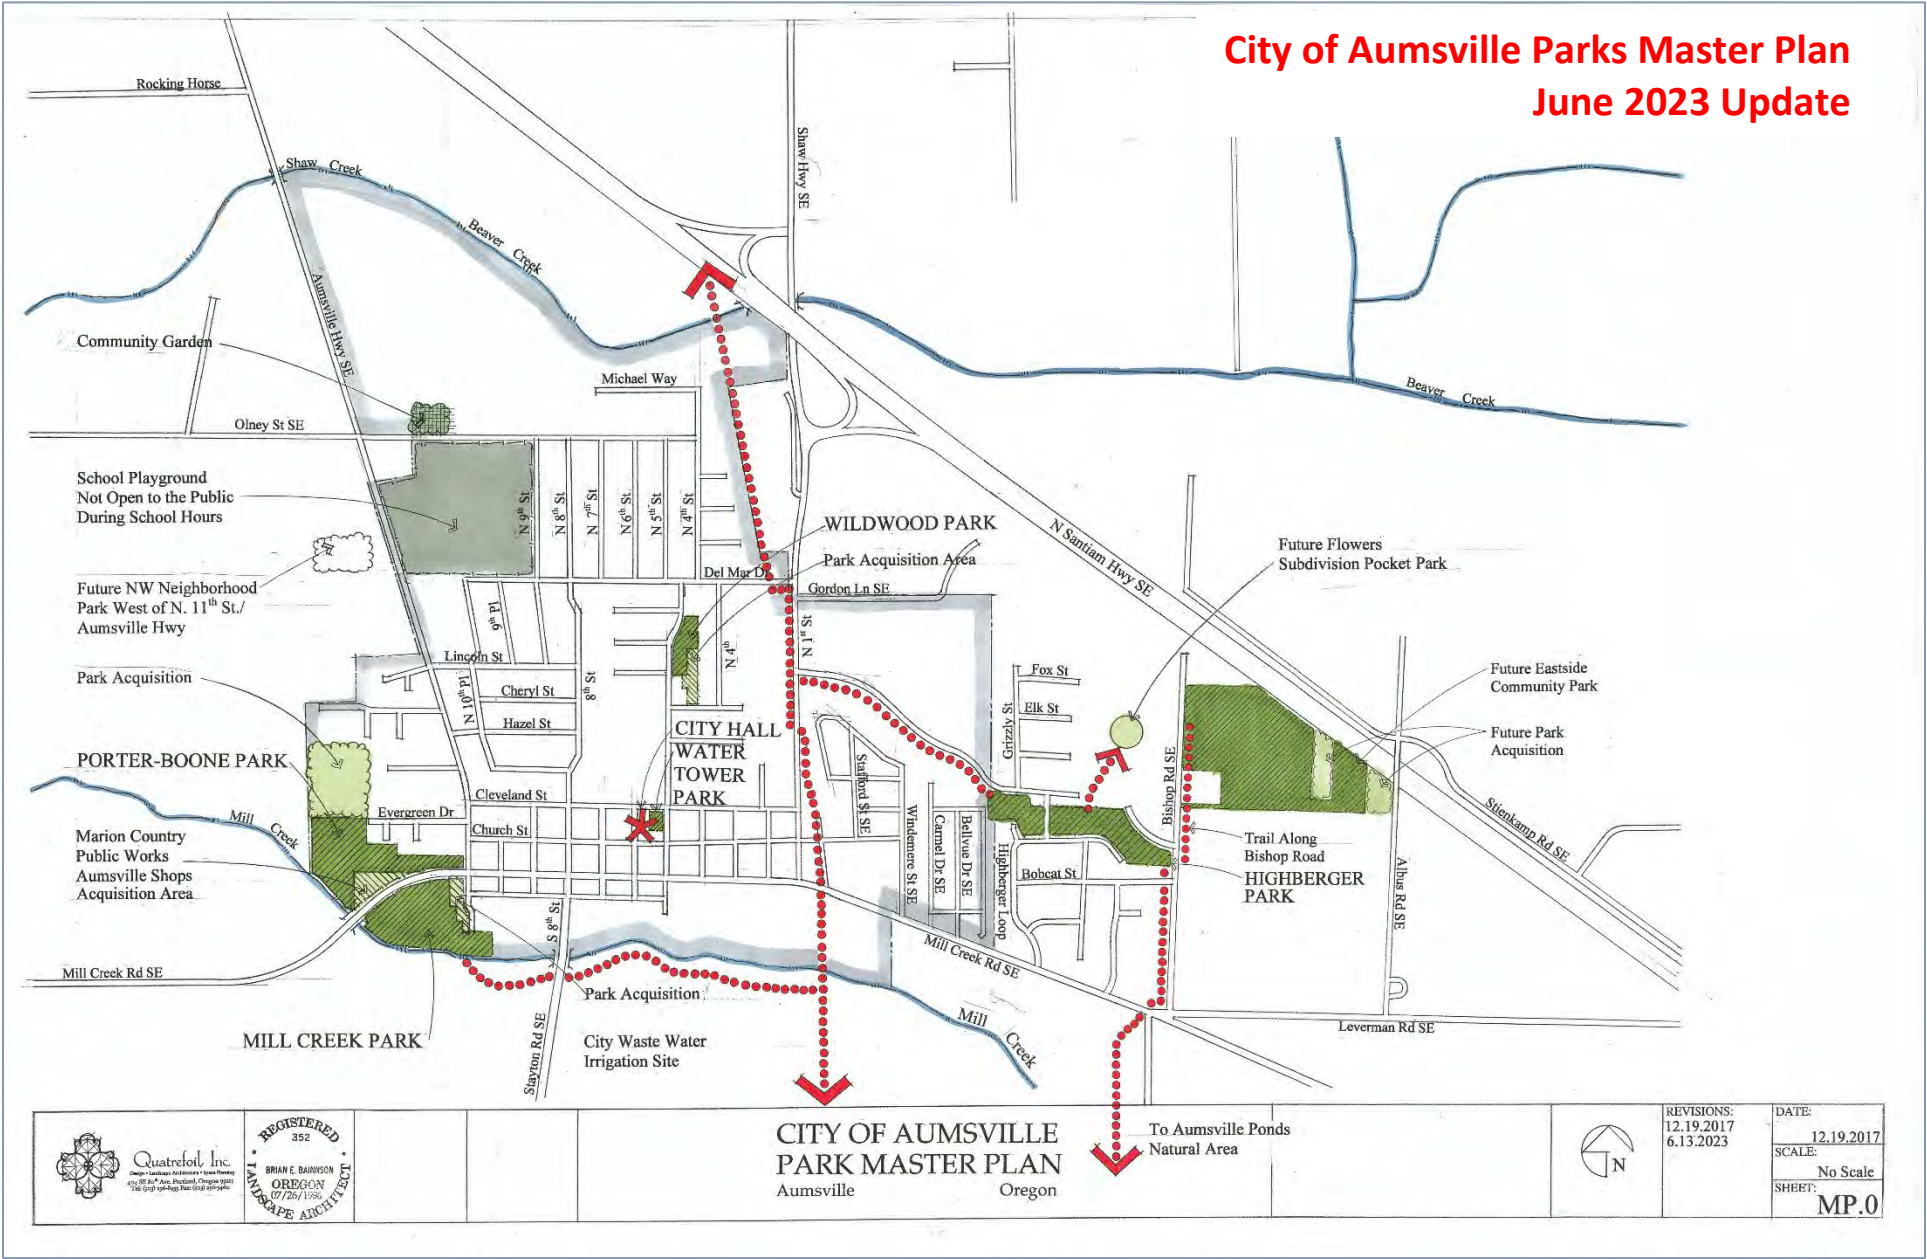 City of Aumsville Parks Master Plan
June 2023 Update
Rocking Horse
Shaw Creek
Shaw Hwy SE
Beaver
Creek
Aumsville Hwy SE
Community Garden
Michael Way
Beaver Creek
Olney St SE
School Playground
Not Open to the Public
During School Hours
N 9th St
N 8th St
N 7th St
N 6th St.
N 5th St
N 4th St
WILDWOOD PARK
Park Acquisition Area
N Santiam Hwy SE
Future Flowers
Subdivision Pocket Park
Future NW Neighborhood
Park West of N. 11th St./
Aumsville Hwy
Del Mar D
Gordon Ln SE
9th Pl
N 1st St
N 4th
Lincoln St
Park Acquisition
N 10th Pl
Cheryl St
8th St
Hazel St
Fox St
Elk St
Grizzly St
Future Eastside
Community Park
Future Park
Acquisition
CITY HALL
WATER
TOWER
PARK
PORTER-BOONE PARK
Stafford St SE
Bishop Rd SE
Cleveland St
Evergreen Dr
Church St
Mill
Creek
Windemere St SE
Carmel Dr SE
Bellvue Dr SE
Highberger Loop
Stienkamp Rd SE
Marion Country
Public Works
Aumsville Shops
Acquisition Area
Trail Along
Bishop Road
HIGHBERGER
PARK
Bobcat St
Albus Rd SE
S 8th St
Mill Creek Rd SE
Mill Creek Rd SE
Park Acquisition
MILL CREEK PARK
Stayton Rd SE
City Waste Water
Irrigation Site
Mill
Creek
Leverman Rd SE
Quatrefoil, Inc.
Design • Landscape Architecture • Space Planning
REGISTERED
352
BRIAN E. BAINNSON
OREGON
07/26/1996
LANDSCAPE ARCHITECT
CITY OF AUMSVILLE
PARK MASTER PLAN
Aumsville Oregon
To Aumsville Ponds
Natural Area
N
REVISIONS:
12.19.2017
6.13.2023
DATE:
12.19.2017
SCALE:
No Scale
SHEET:
MP.0